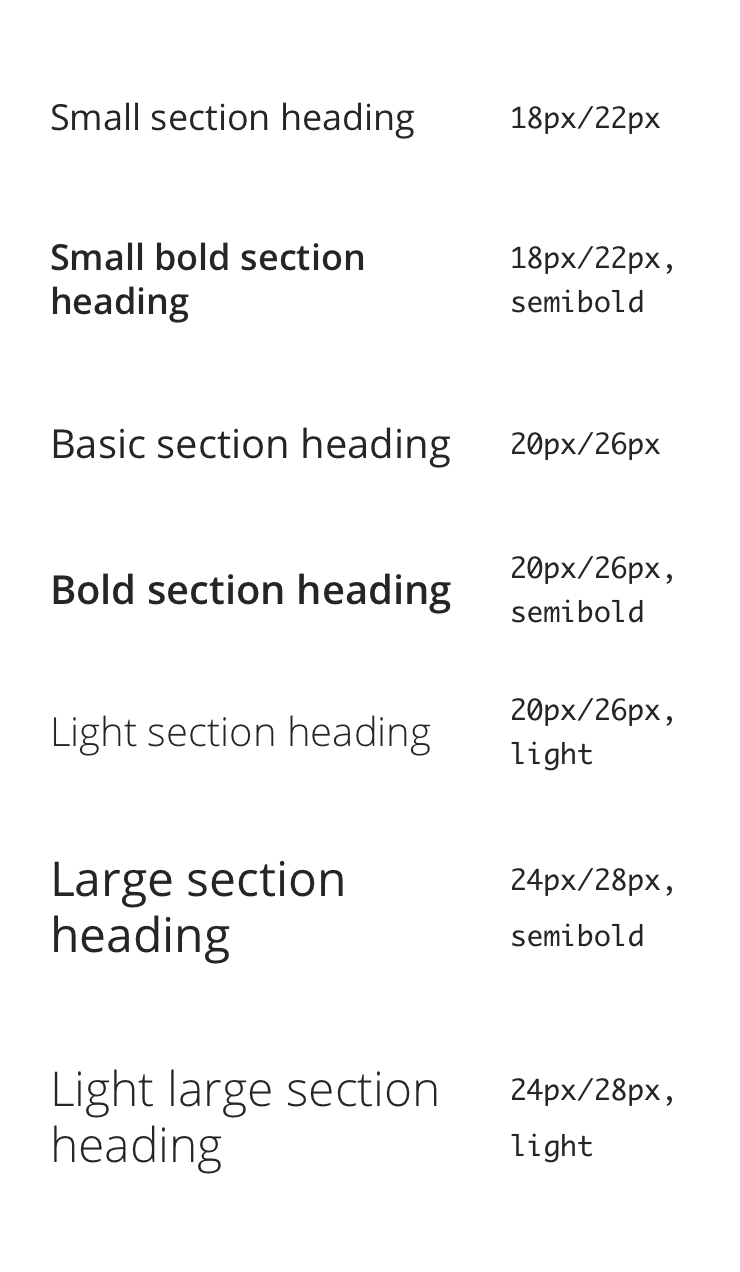 Small section heading 18px/22px
Small bold section 18px/22px,
heading semibold
Basic section heading 20px/26px
Bold section heading 20px/26px,
semibold
Light section heading 20px/26px,
light
Large section 24px/28px,
heading semibold
Light large section 24px/28px,
heading light